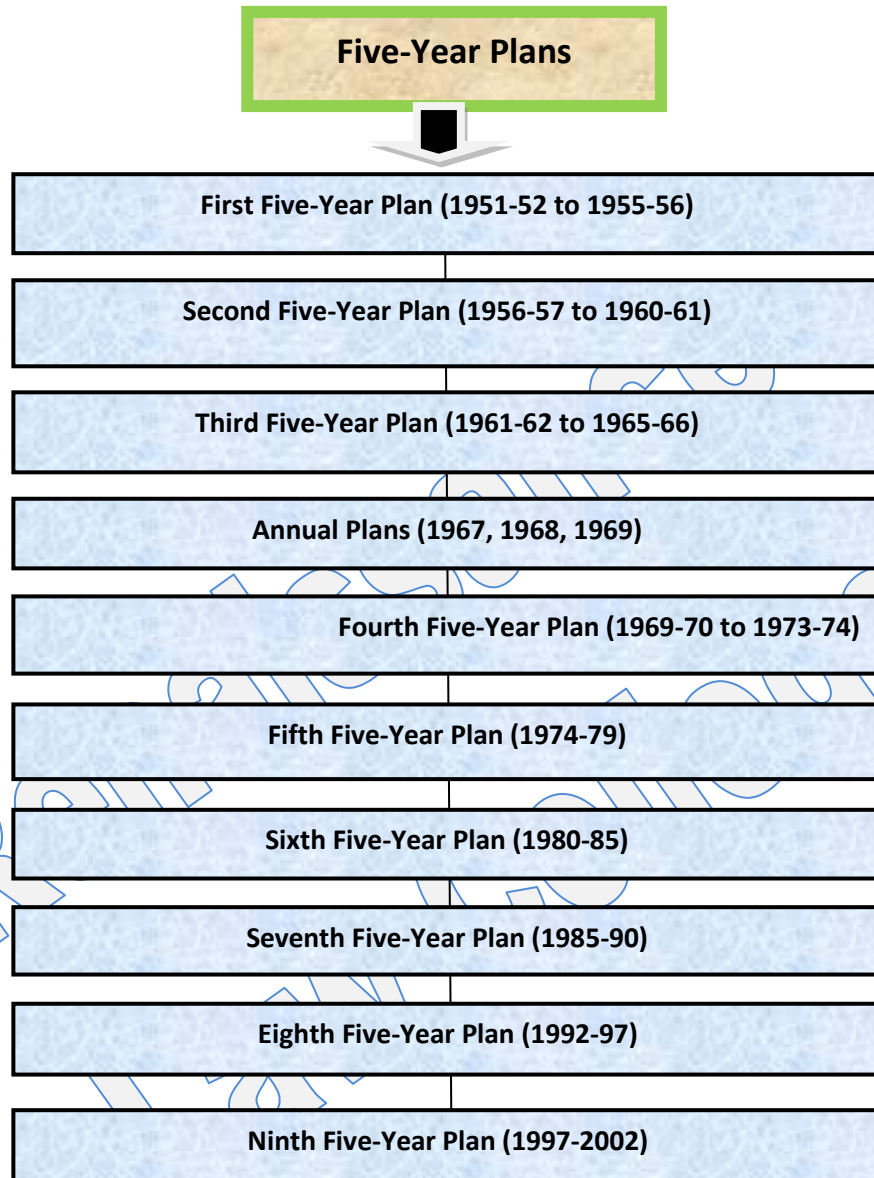 Five-Year Plans
First Five-Year Plan (1951-52 to 1955-56)
Second Five-Year Plan (1956-57 to 1960-61)
Third Five-Year Plan (1961-62 to 1965-66)
Annual Plans (1967, 1968, 1969)
Fourth Five-Year Plan (1969-70 to 1973-74)
Fifth Five-Year Plan (1974-79)
Sixth Five-Year Plan (1980-85)
Seventh Five-Year Plan (1985-90)
Eighth Five-Year Plan (1992-97)
Ninth Five-Year Plan (1997-2002)